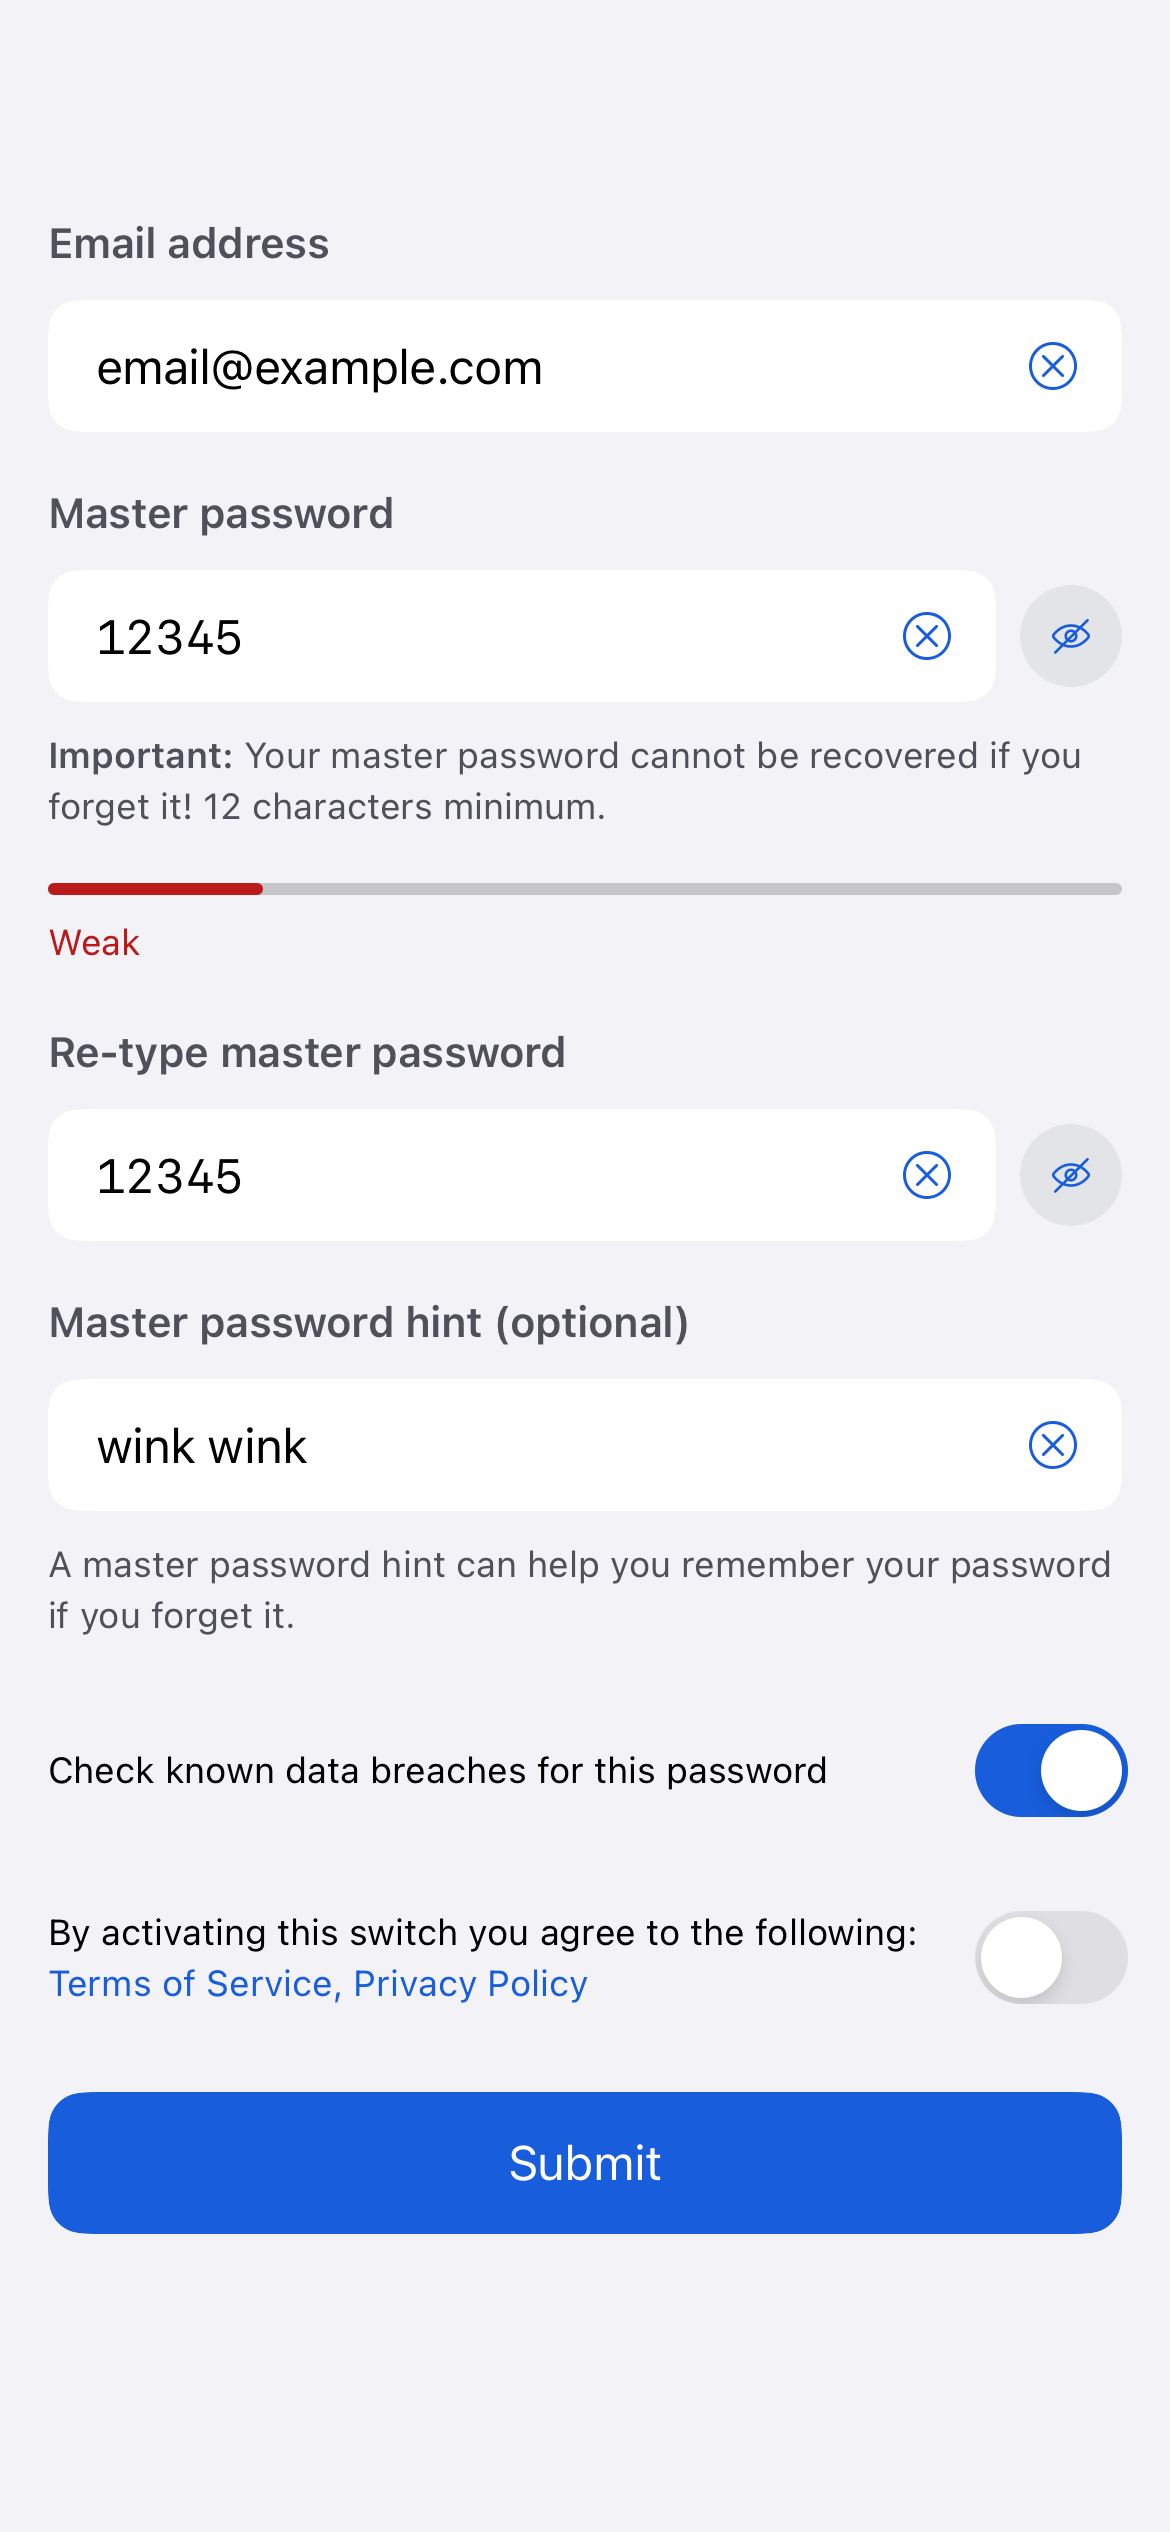 Email address
email@example.com
Master password
12345
Important: Your master password cannot be recovered if you
forget it! 12 characters minimum.
Weak
Re-type master password
12345
Master password hint (optional)
wink wink
A master password hint can help you remember your password
if you forget it.
Check known data breaches for this password
By activating this switch you agree to the following:
Terms of Service, Privacy Policy
Submit